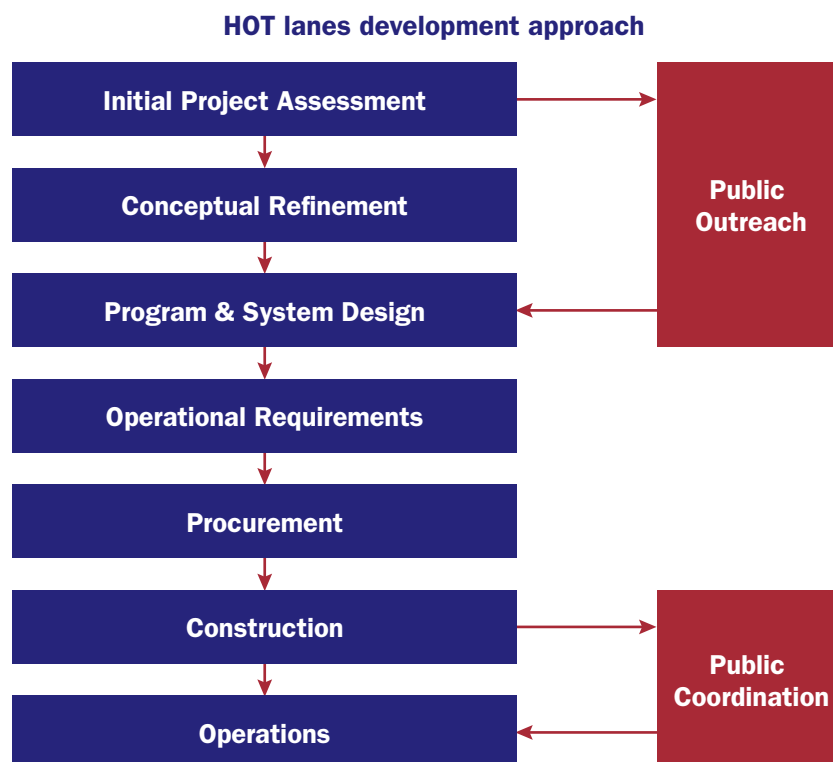 HOT lanes development approach
Initial Project Assessment
Conceptual Refinement
Program & System Design
Operational Requirements
Procurement
Construction
Operations
Public
Outreach
Public
Coordination